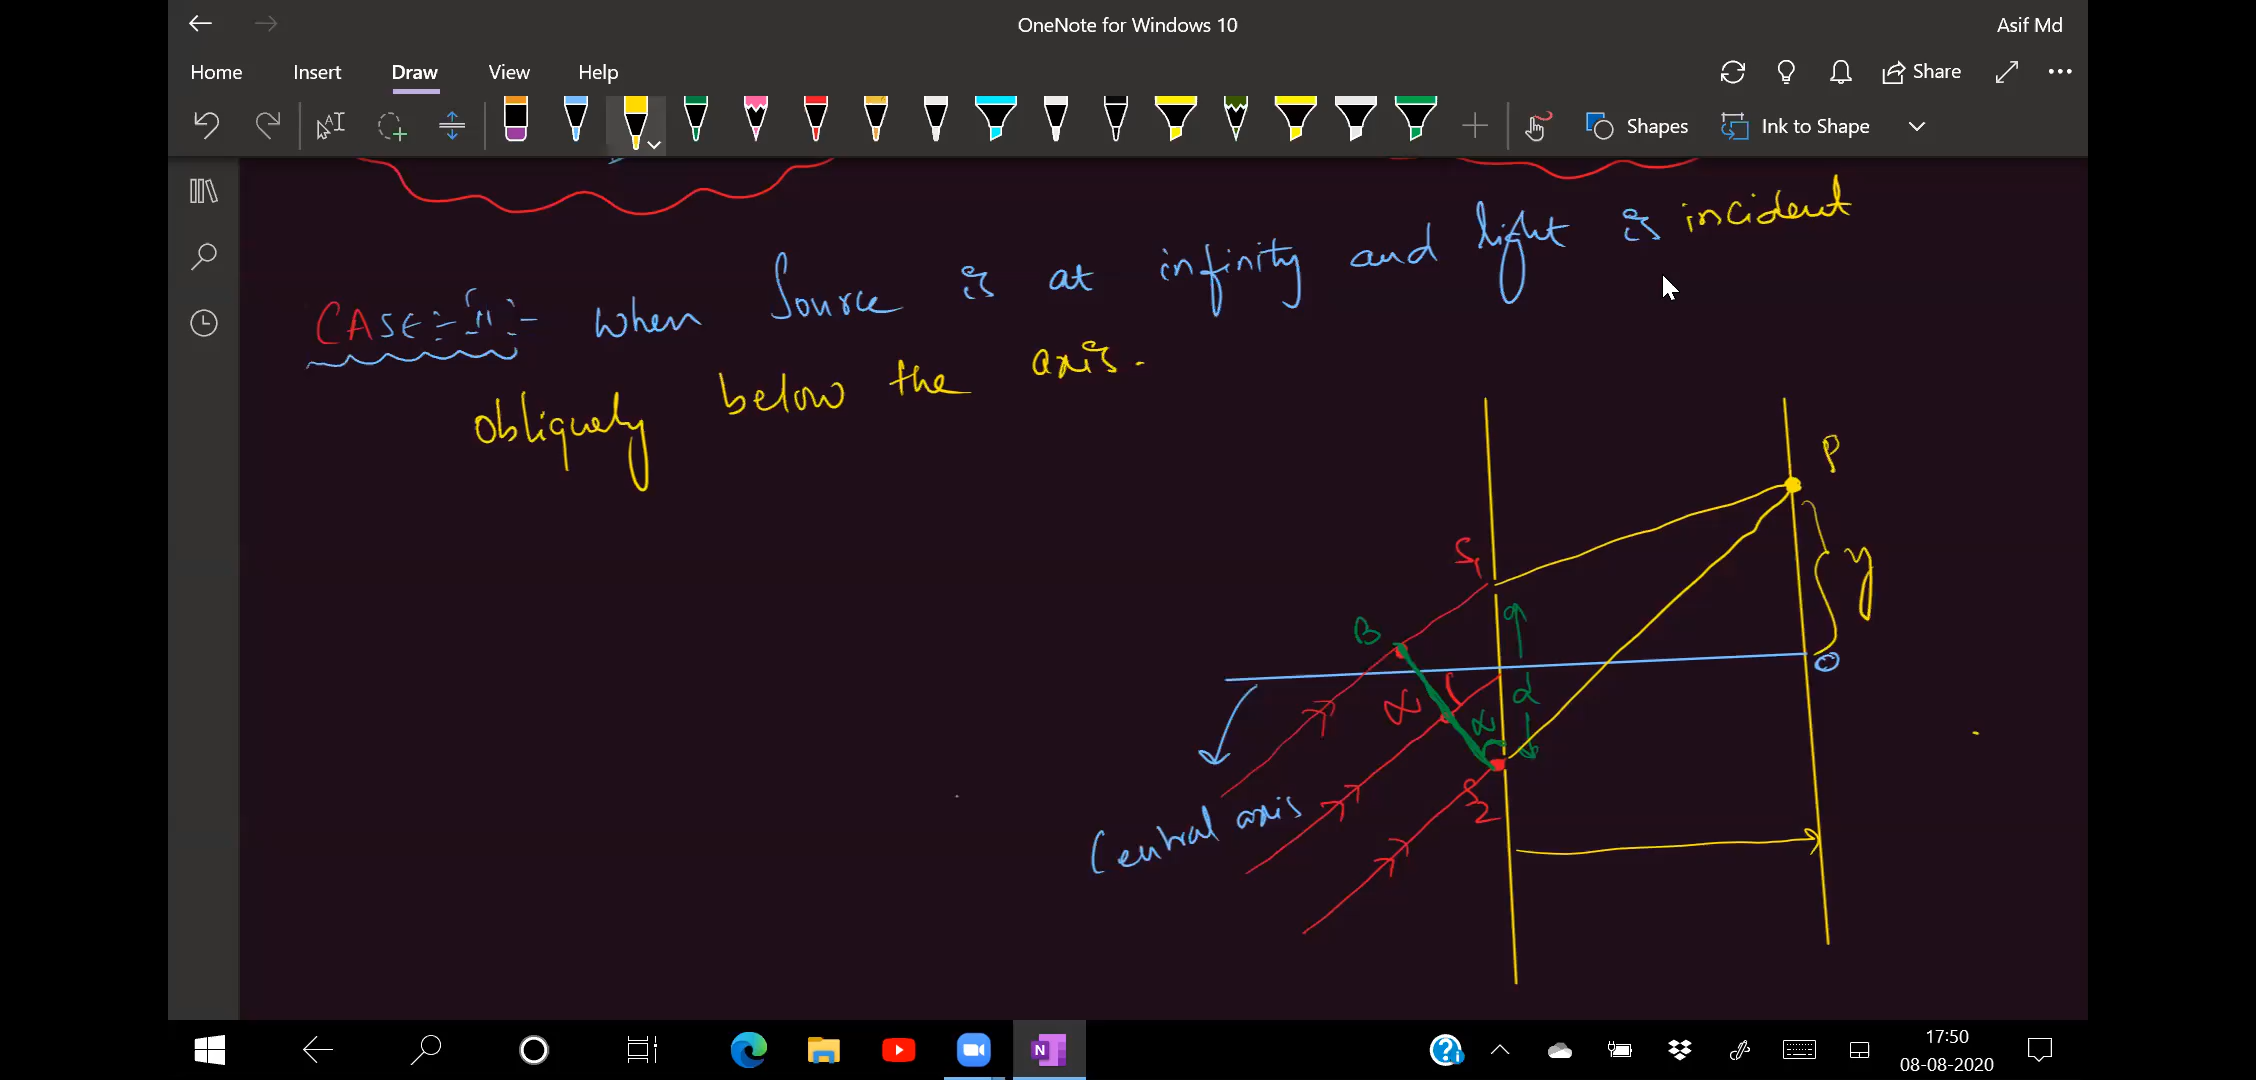 OneNote for Windows 10
Asif Md
Home Insert Draw View Help
Share
Shapes Ink to Shape
CASE:- II :- when Source is at infinity and light is incident
obliquely below the axis.
P
S1
y
B
O
α d
α
S2
Central axis
17:50
08-08-2020